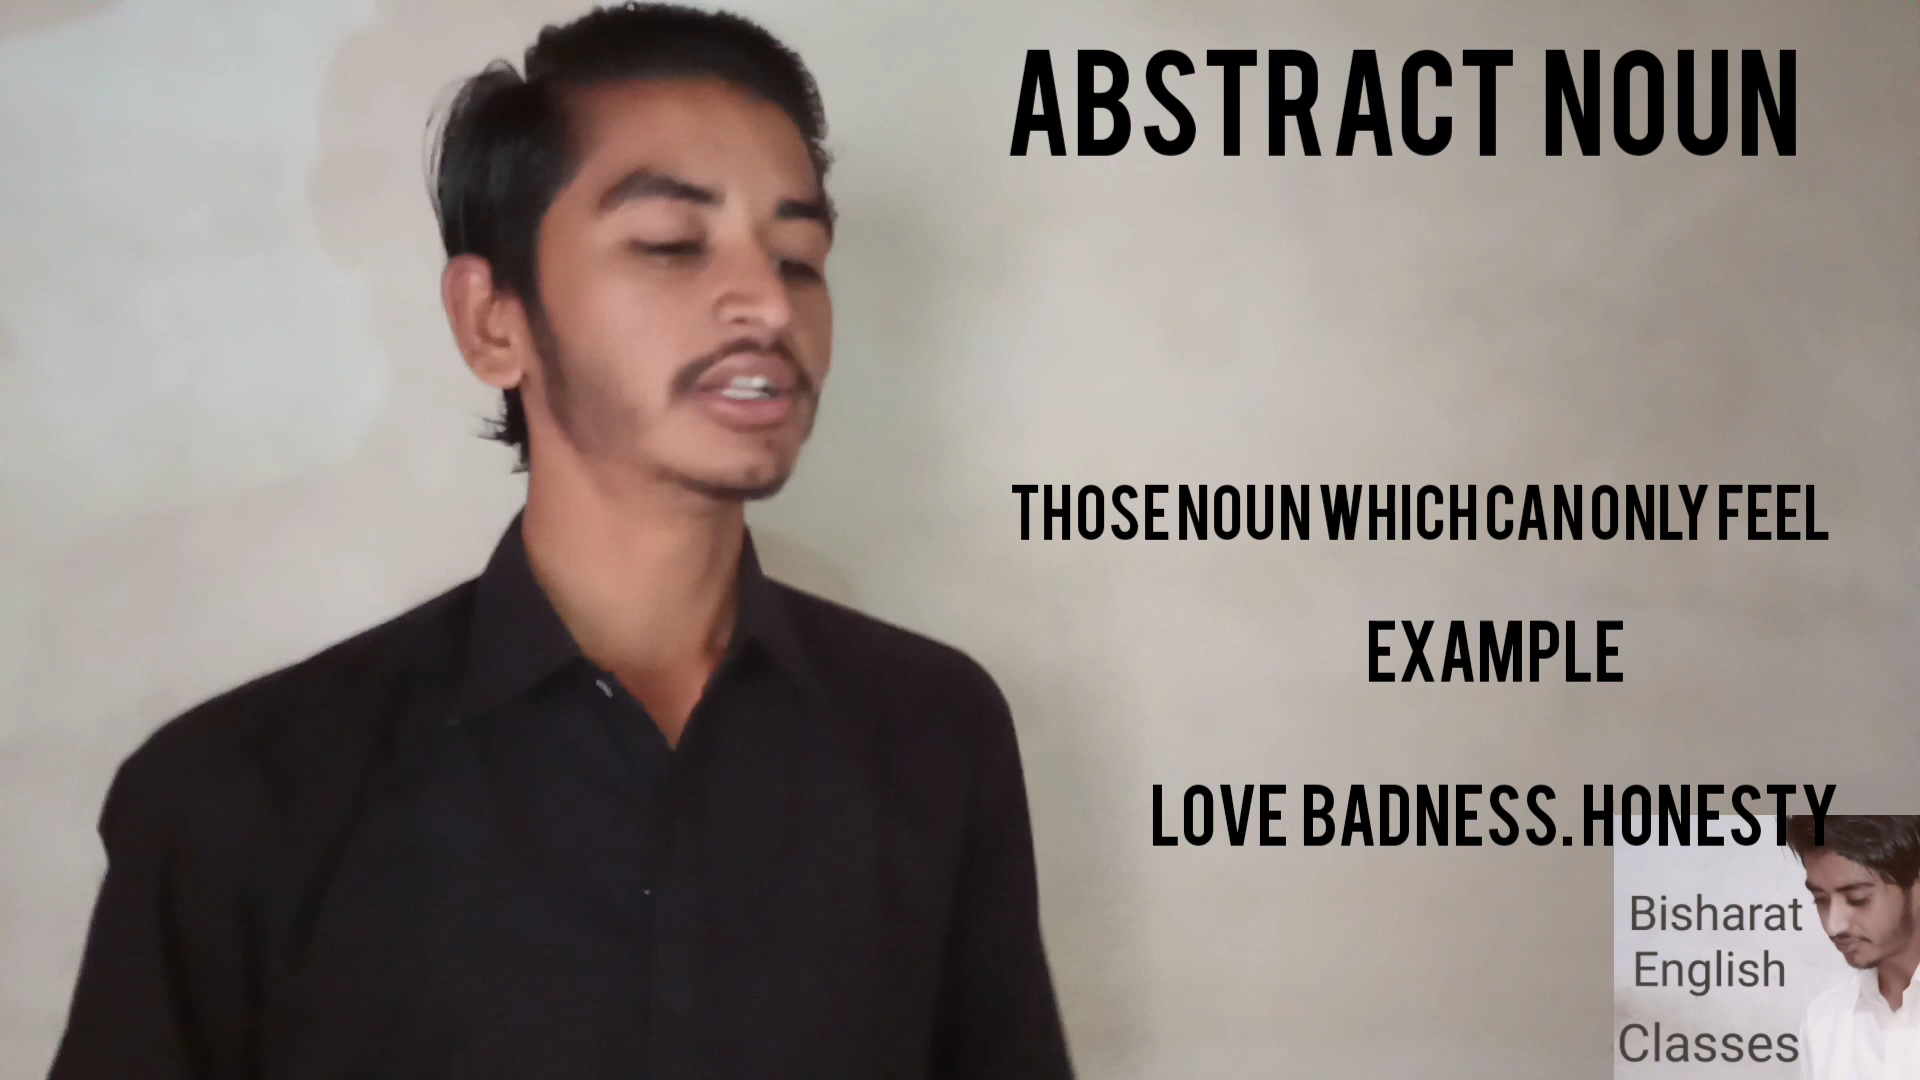 ABSTRACT NOUN
THOSE NOUN WHICH CAN ONLY FEEL
EXAMPLE
LOVE BADNESS. HONESTY
Bisharat
English
Classes